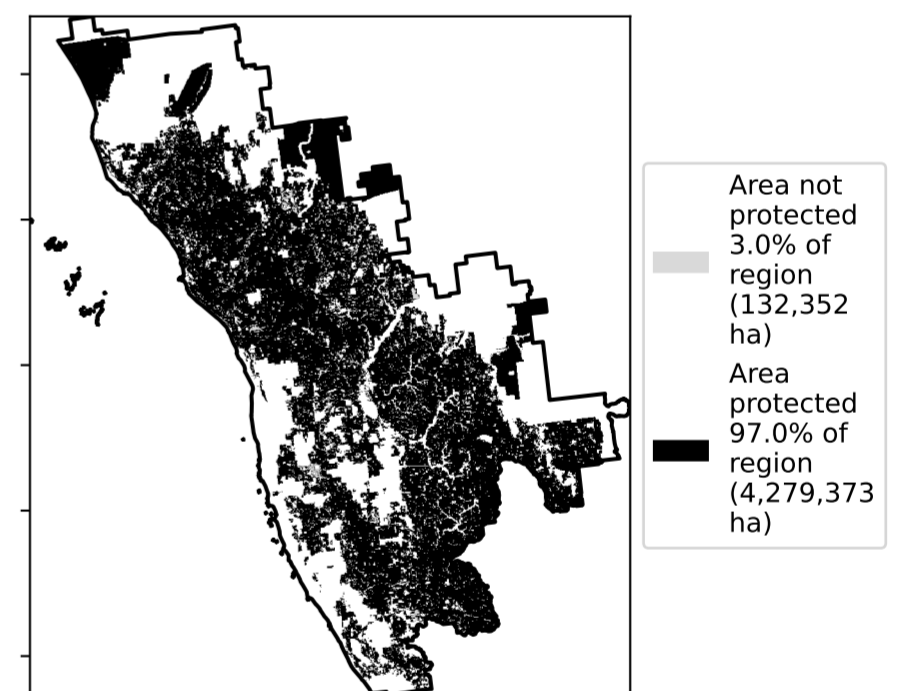 Area not
protected
3.0% of
region
(132,352
ha)
Area
protected
97.0% of
region
(4,279,373
ha)